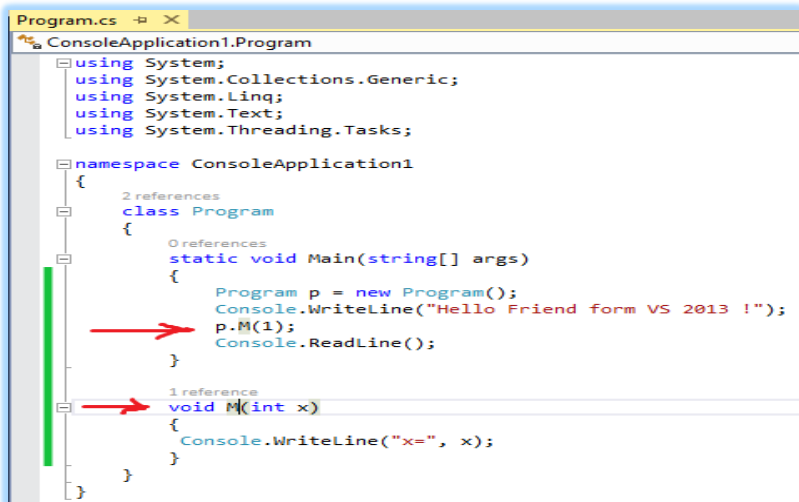 Program.cs
ConsoleApplication1.Program
using System;
using System.Collections.Generic;
using System.Linq;
using System.Text;
using System.Threading.Tasks;
namespace ConsoleApplication1
{
2 references
class Program
{
0 references
static void Main(string[] args)
{
Program p = new Program();
Console.WriteLine("Hello Friend form VS 2013 !");
p.M(1);
Console.ReadLine();
}
1 reference
void M(int x)
{
Console.WriteLine("x=", x);
}
}
}